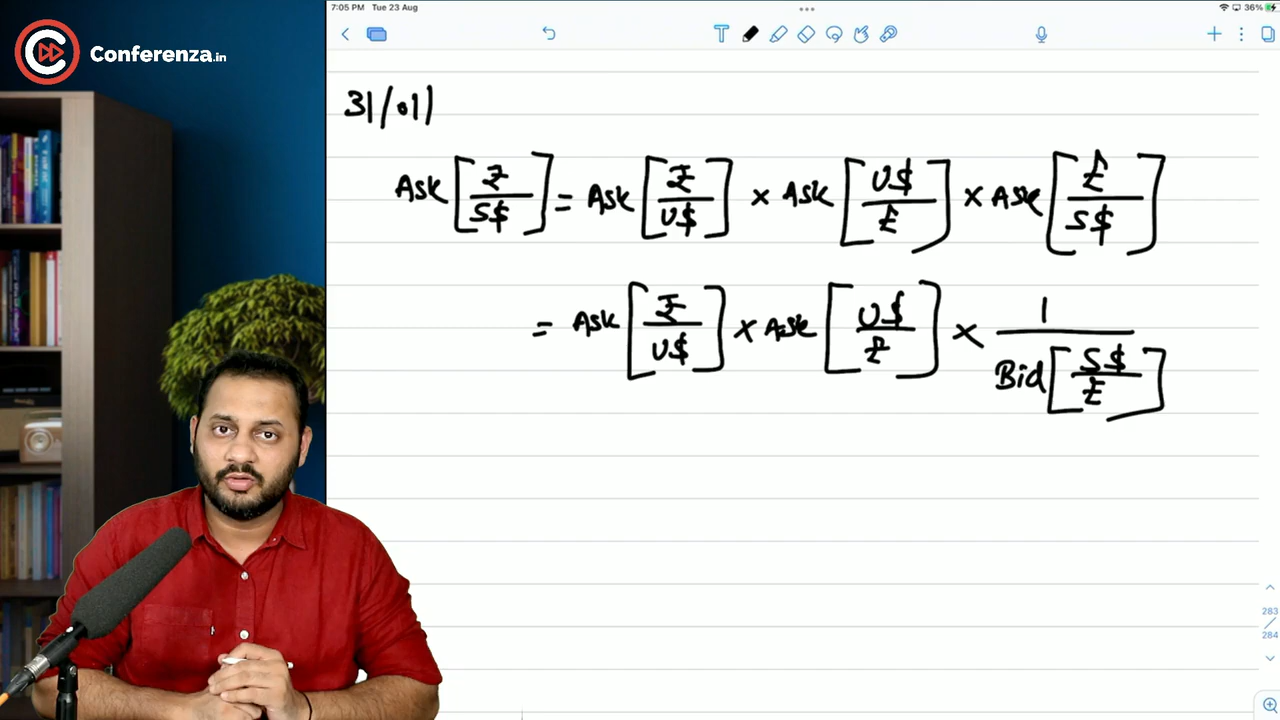 7:05 PM Tue 23 Aug
36%
Conferenza.in
T
31/01/
Ask [₹/S$] = Ask [₹/U$] × Ask [U$/£] × Ask [£/S$]
= Ask [₹/U$] × Ask [U$/£] × 1/Bid [S$/£]
283
/
284